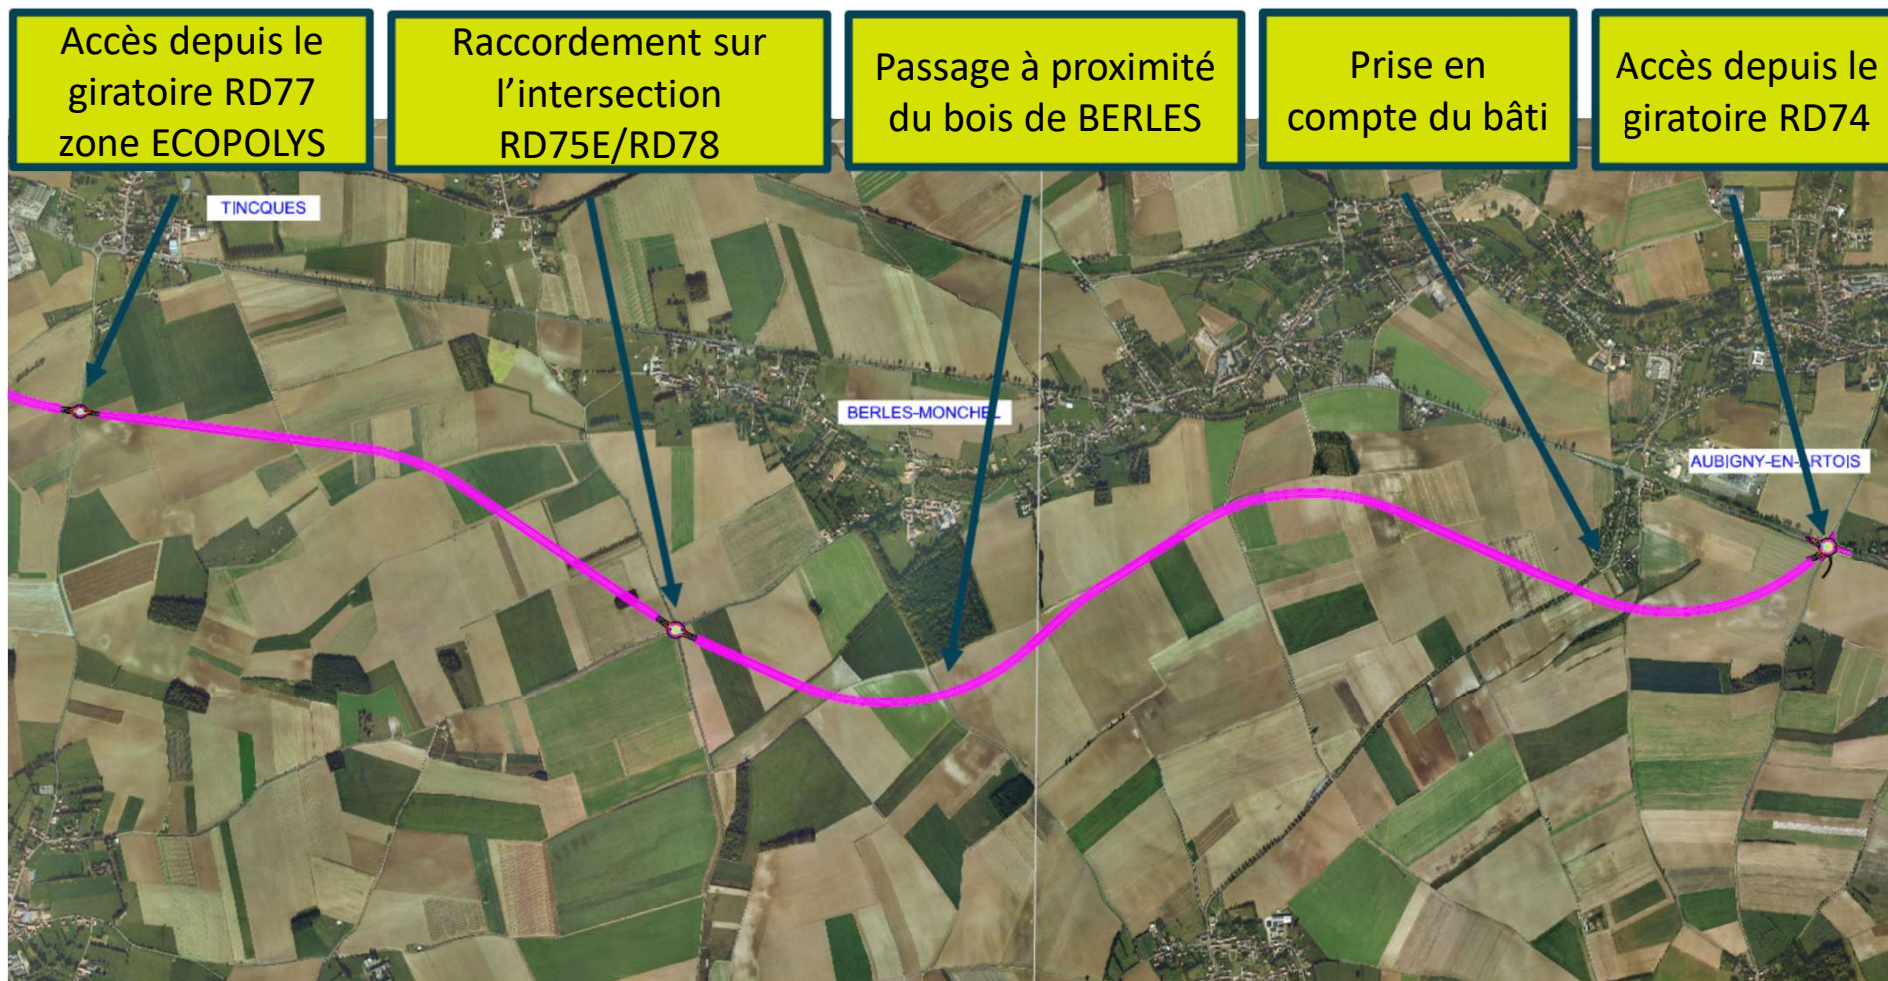 Accès depuis le
giratoire RD77
zone ECOPOLYS
Raccordement sur
l’intersection
RD75E/RD78
Passage à proximité
du bois de BERLES
Prise en
compte du bâti
Accès depuis le
giratoire RD74
TINCQUES
BERLES-MONCHEL
AUBIGNY-EN-ARTOIS